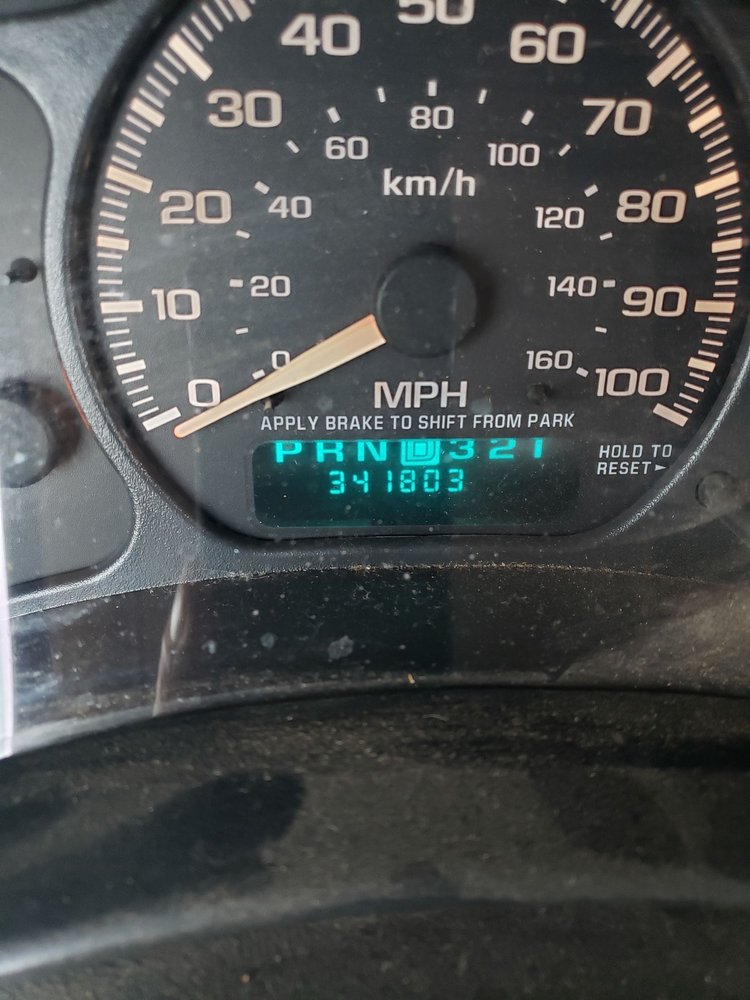 50
40 60
30 80 70
60 100
km/h
20 40 120 80
10 20 140 90
0 0 160 100
MPH
APPLY BRAKE TO SHIFT FROM PARK
PRND321
HOLD TO
RESET►
341803